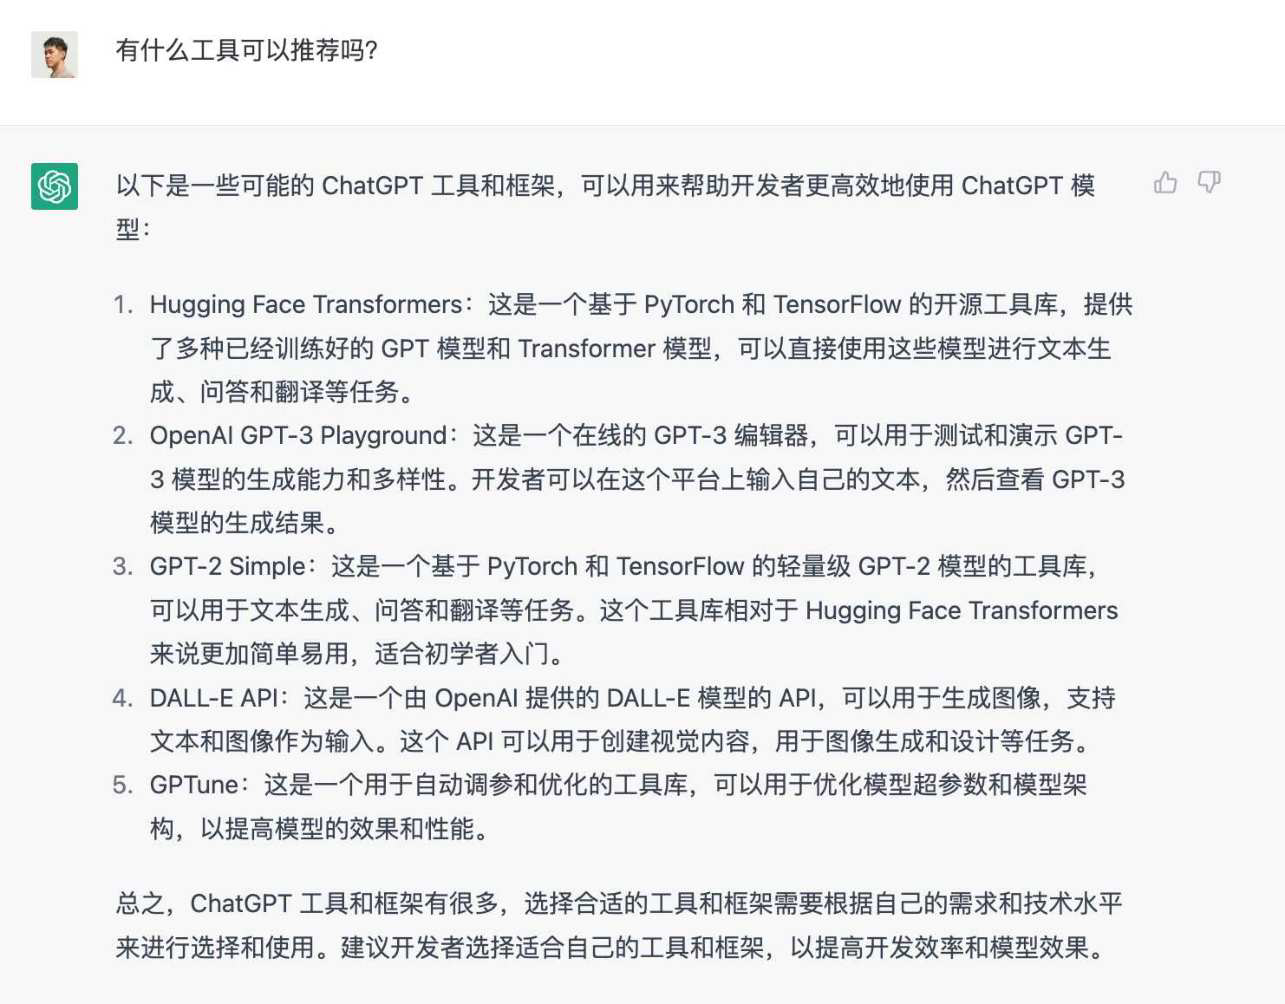 有什么工具可以推荐吗?
以下是一些可能的 ChatGPT 工具和框架，可以用来帮助开发者更高效地使用 ChatGPT 模
型：
1. Hugging Face Transformers：这是一个基于 PyTorch 和 TensorFlow 的开源工具库，提供
了多种已经训练好的 GPT 模型和 Transformer 模型，可以直接使用这些模型进行文本生
成、问答和翻译等任务。
2. OpenAI GPT-3 Playground：这是一个在线的 GPT-3 编辑器，可以用于测试和演示 GPT-
3 模型的生成能力和多样性。开发者可以在这个平台上输入自己的文本，然后查看 GPT-3
模型的生成结果。
3. GPT-2 Simple：这是一个基于 PyTorch 和 TensorFlow 的轻量级 GPT-2 模型的工具库，
可以用于文本生成、问答和翻译等任务。这个工具库相对于 Hugging Face Transformers
来说更加简单易用，适合初学者入门。
4. DALL-E API：这是一个由 OpenAI 提供的 DALL-E 模型的 API，可以用于生成图像，支持
文本和图像作为输入。这个 API 可以用于创建视觉内容，用于图像生成和设计等任务。
5. GPTune：这是一个用于自动调参和优化的工具库，可以用于优化模型超参数和模型架
构，以提高模型的效果和性能。
总之，ChatGPT 工具和框架有很多，选择合适的工具和框架需要根据自己的需求和技术水平
来进行选择和使用。建议开发者选择适合自己的工具和框架，以提高开发效率和模型效果。